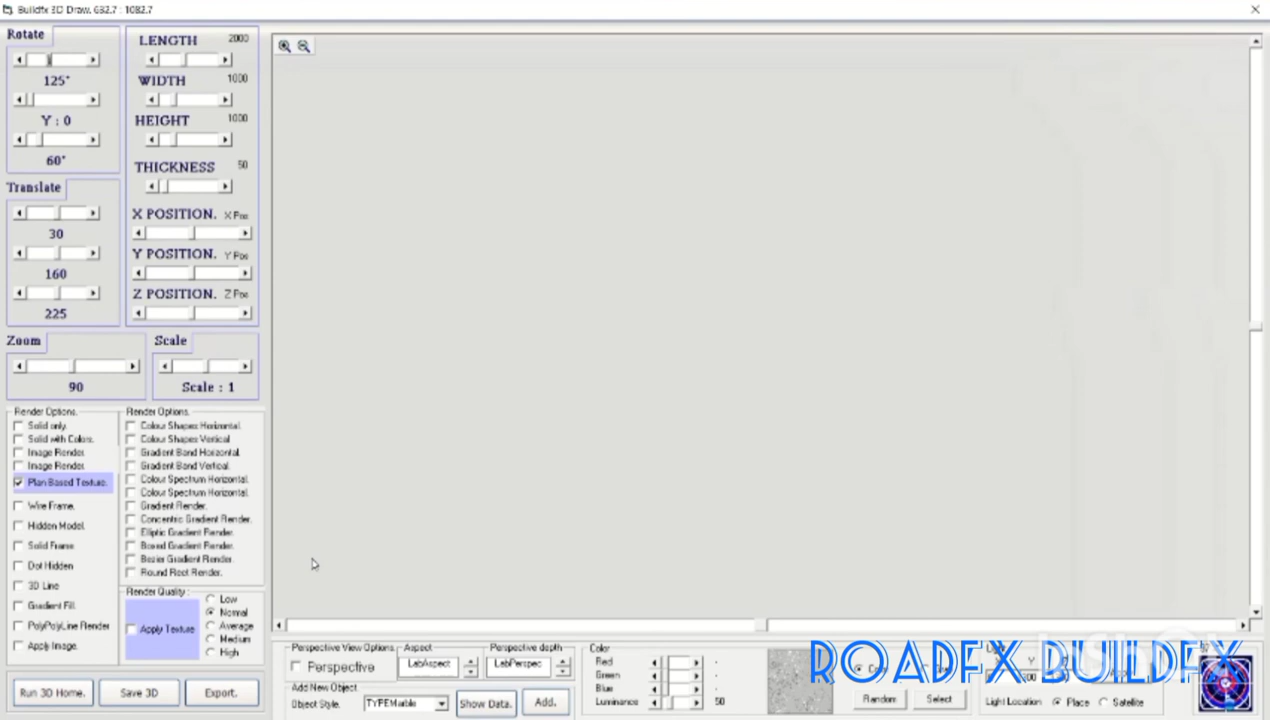 Buildfx 3D Draw. 632.7 : 1082.7
Rotate
125°
Y : 0
60°
Translate
30
160
225
LENGTH 2000
WIDTH 1000
HEIGHT 1000
THICKNESS 50
X POSITION. X Pos
Y POSITION. Y Pos
Z POSITION. Z Pos
Zoom
90
Scale
Scale : 1
Render Options.
Solid only.
Solid with Colors.
Image Render.
Image Render.
Plan Based Texture.
Wire Frame.
Hidden Model.
Solid Frame
Dot Hidden
3D Line
Gradient Fill.
PolyPolyLine Render
Apply Image.
Render Options.
Colour Shapes Horizontal.
Colour Shapes Vertical
Gradient Band Horizontal.
Gradient Band Vertical.
Colour Spectrum Horizontal.
Colour Spectrum Horizontal.
Gradient Render.
Concentric Gradient Render.
Elliptic Gradient Render.
Boxed Gradient Render.
Bezier Gradient Render.
Round Rect Render.
Render Quality :
Apply Texture
Low
Normal
Average
Medium
High
Run 3D Home.
Save 3D
Export.
Perspective View Options.
Perspective
Aspect
LabAspect
Perspective depth
LabPerspec
Add New Object
Object Style.
TYPEMarble
Show Data.
Add.
Color
Red
Green
Blue
Luminance 50
Random
Select
Light Location:
Place
Satellite
ROADFX BUILDFX